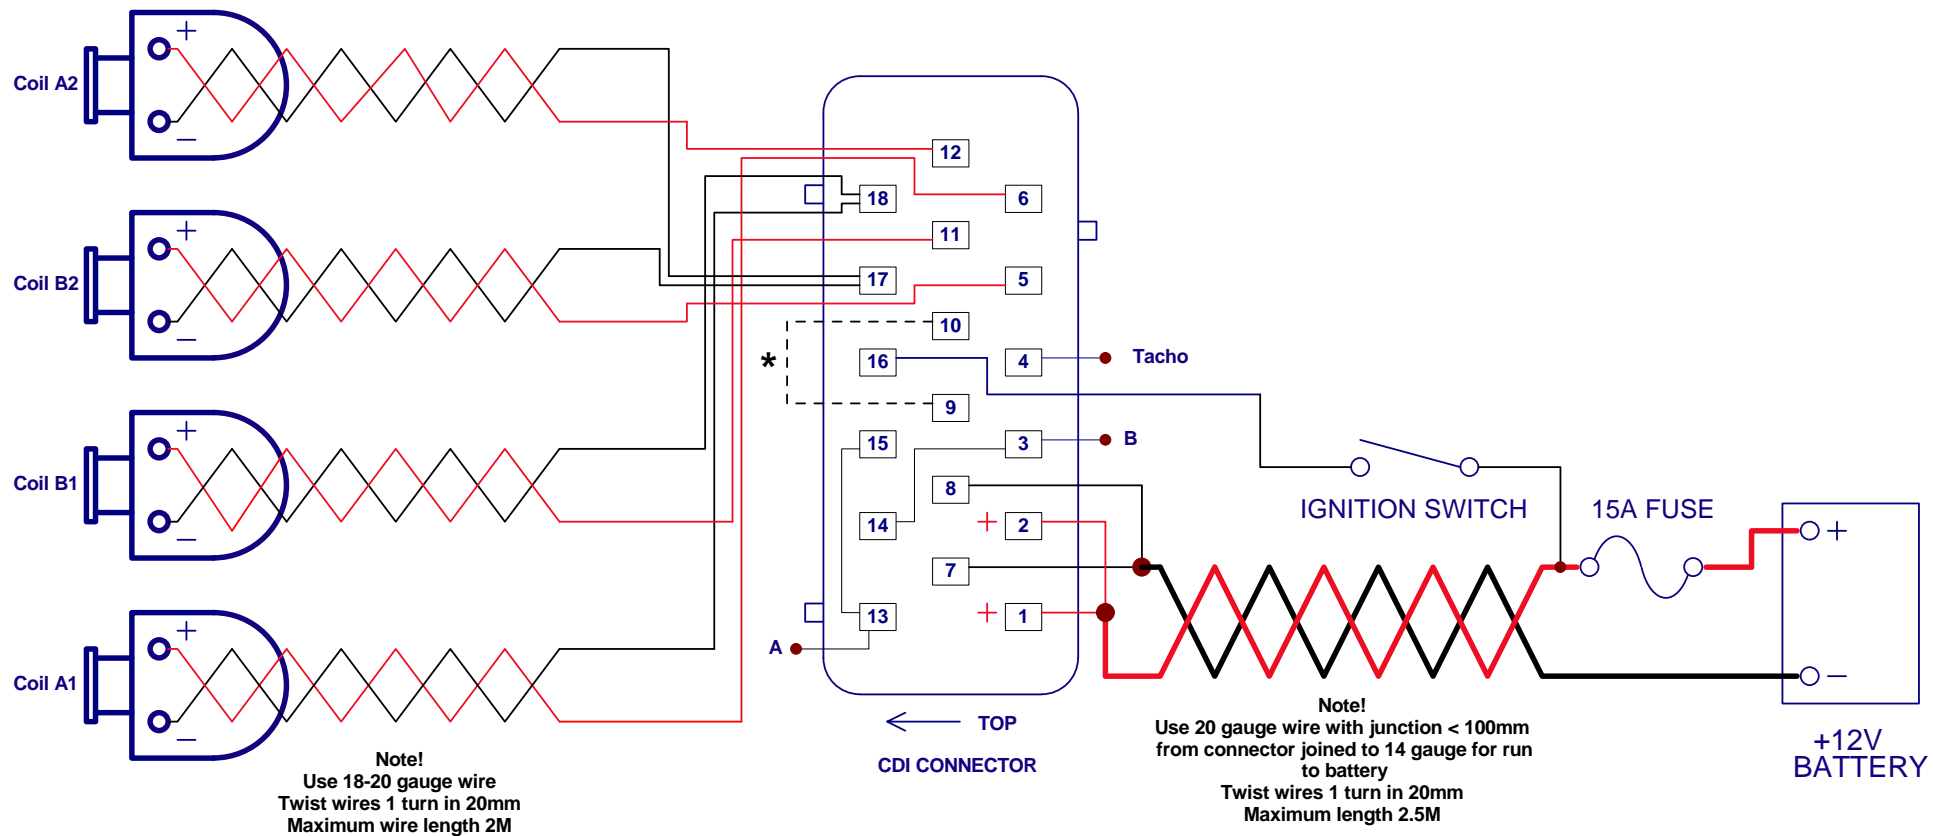 Coil A2
+
−
Coil B2
+
−
Coil B1
+
−
Coil A1
+
−
12
18
6
11
17
5
10
*
16
4
Tacho
9
15
3
B
8
14
+ 2
7
13
+ 1
A
TOP
CDI CONNECTOR
IGNITION SWITCH
15A FUSE
+
−
+12V
BATTERY
Note!
Use 18-20 gauge wire
Twist wires 1 turn in 20mm
Maximum wire length 2M
Note!
Use 20 gauge wire with junction < 100mm
from connector joined to 14 gauge for run
to battery
Twist wires 1 turn in 20mm
Maximum length 2.5M